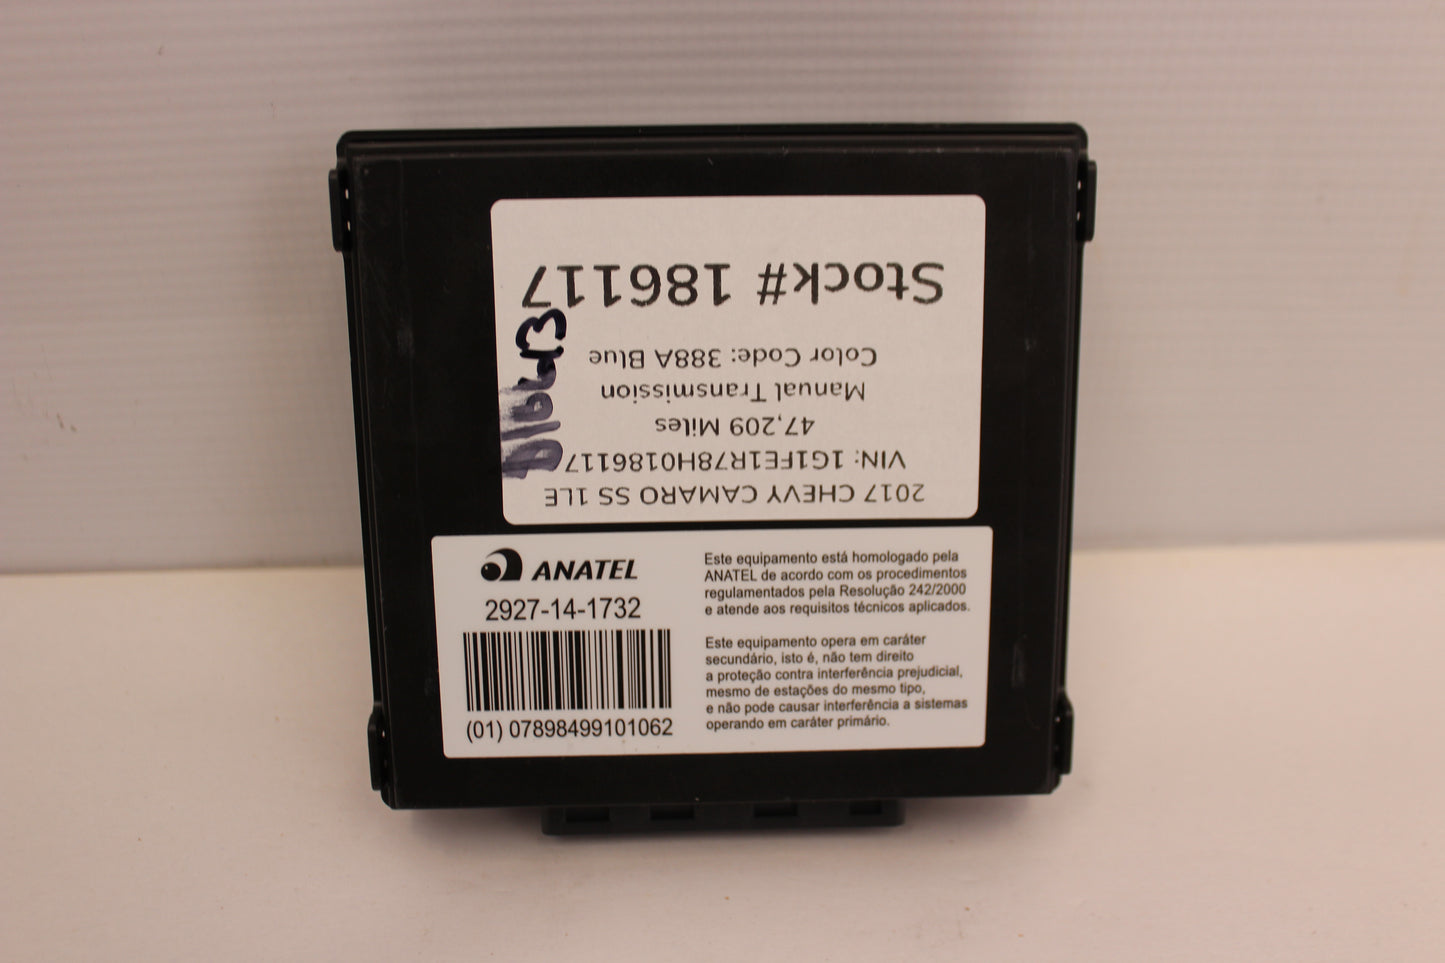 2017 CHEVY CAMARO SS 1LE
VIN: 1G1FE1R78H0186117
47,209 Miles
Manual Transmission
Color Code: 388A Blue
Stock# 186117
ANATEL
2927-14-1732
(01) 07898499101062
Este equipamento está homologado pela
ANATEL de acordo com os procedimentos
regulamentados pela Resolução 242/2000
e atende aos requisitos técnicos aplicados.
Este equipamento opera em caráter
secundário, isto é, não tem direito
a proteção contra interferência prejudicial,
mesmo de estações do mesmo tipo,
e não pode causar interferência a sistemas
operando em caráter primário.